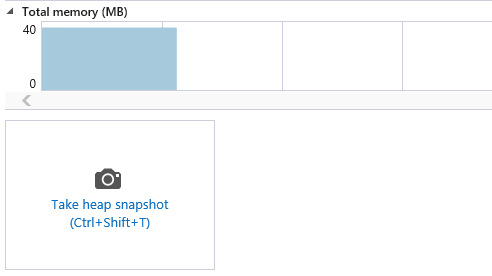 Total memory (MB)
40
0
Take heap snapshot
(Ctrl+Shift+T)